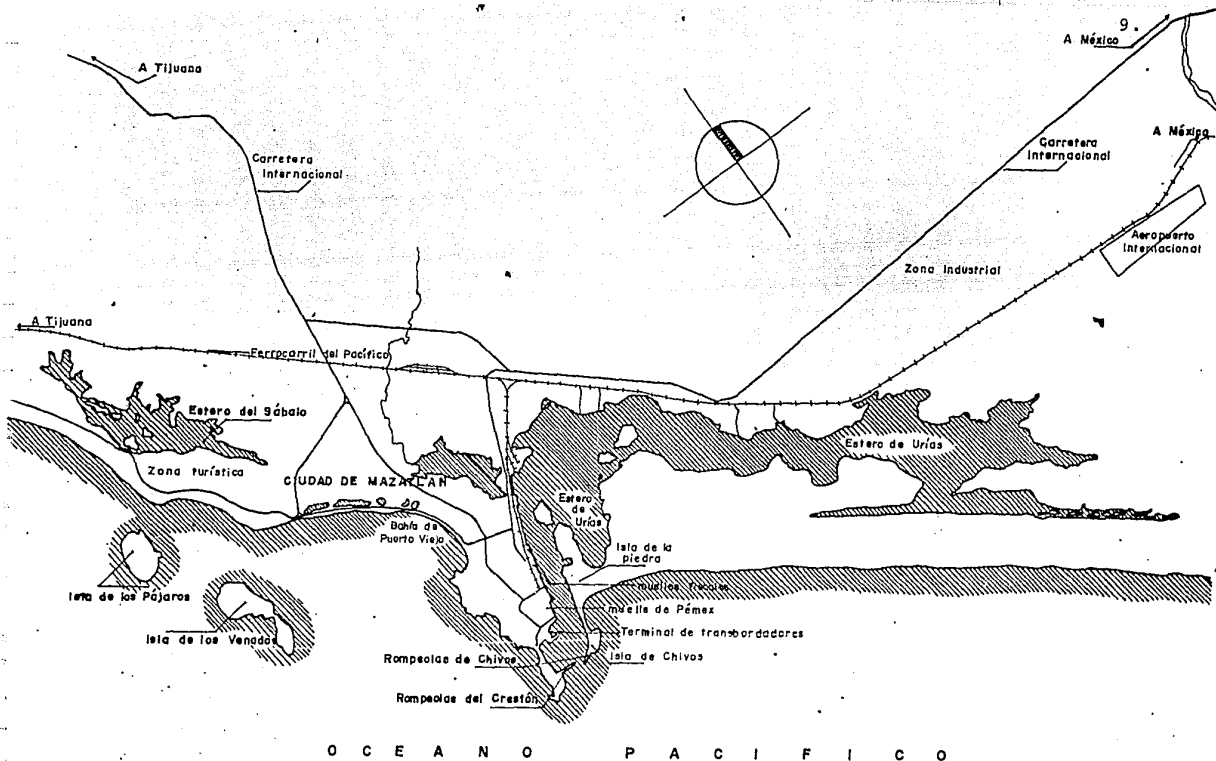 9.
A México
A Tijuana
A México
Carretera
Internacional
Carretera
Internacional
Aeropuerto
Internacional
Zona Industrial
A Tijuana
Ferrocarril del Pacífico
Estero del Sábalo
Estero de Urías
Zona turística
CIUDAD DE MAZATLAN
Estero
de
Urías
Bahía de
Puerto Viejo
Isla de la
piedra
muelles fiscales
Isla de los Pájaros
muelle de Pémex
Isla de los Venados
Terminal de transbordadores
Rompeolas de Chivos
Isla de Chivos
Rompeolas del Crestón
OCEANO PACIFICO